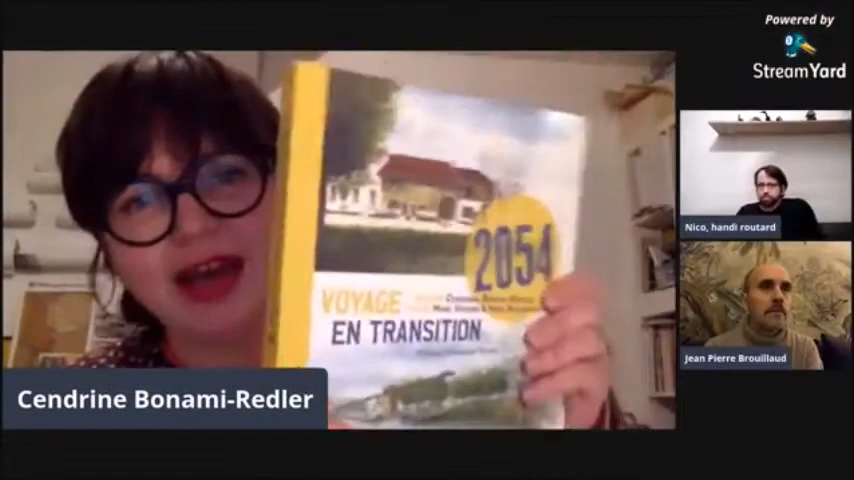 Powered by
StreamYard
2054
VOYAGE
EN TRANSITION
Cendrine Bonami-Redler
Nico, handi routard
Jean Pierre Brouillaud